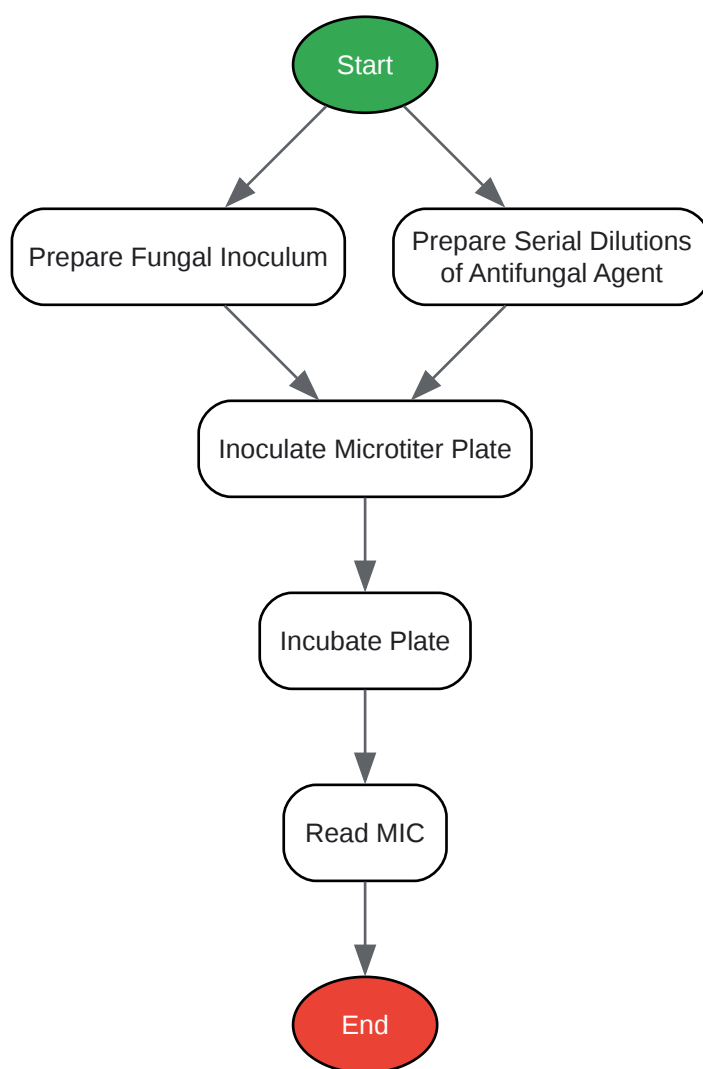 Start
Prepare Fungal Inoculum
Prepare Serial Dilutions
of Antifungal Agent
Inoculate Microtiter Plate
Incubate Plate
Read MIC
End